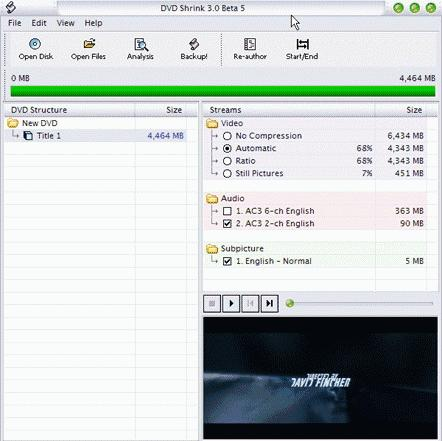 DVD Shrink 3.0 Beta 5
File Edit View Help
Open Disk Open Files Analysis Backup! Re-author Start/End
0 MB 4,464 MB
DVD Structure Size
New DVD
Title 1 4,464 MB
Streams Size
Video
No Compression 6,434 MB
Automatic 68% 4,343 MB
Ratio 68% 4,343 MB
Still Pictures 7% 451 MB
Audio
1. AC3 6-ch English 363 MB
2. AC3 2-ch English 90 MB
Subpicture
1. English - Normal 5 MB
DIRECTED BY
DAVID FINCHER